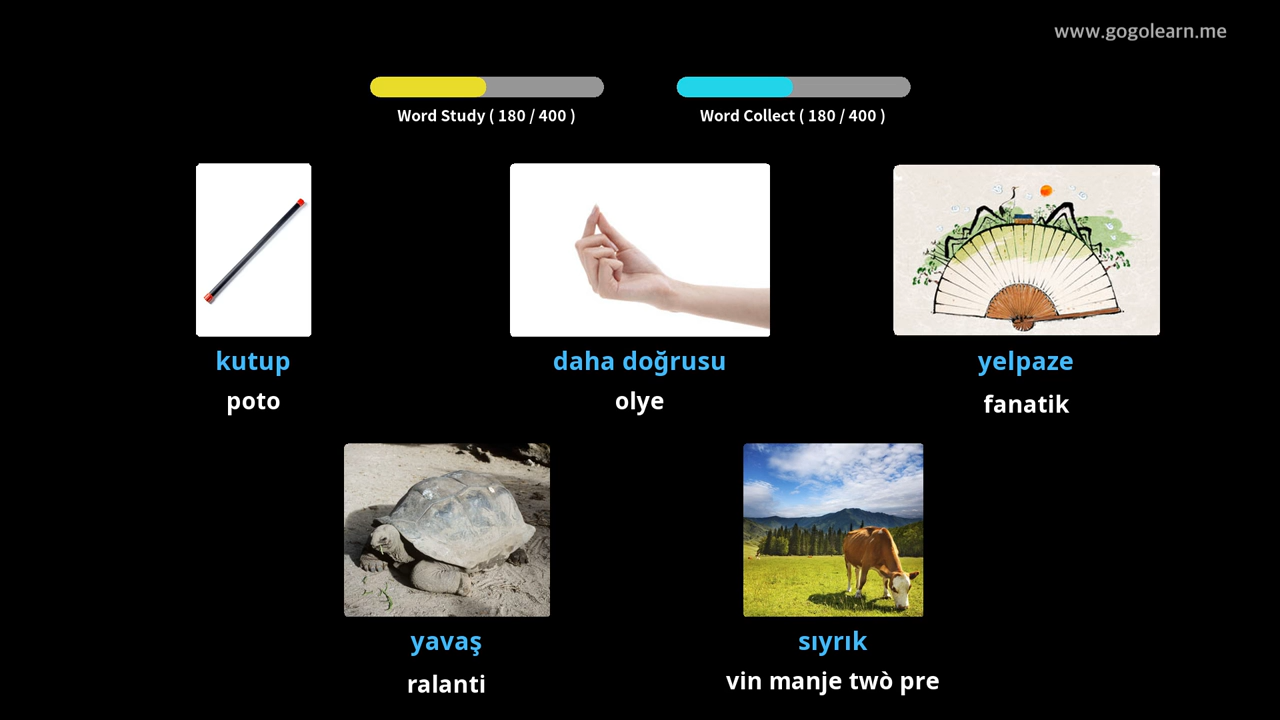 www.gogolearn.me
Word Study ( 180 / 400 )
Word Collect ( 180 / 400 )
kutup
poto
daha doğrusu
olye
yelpaze
fanatik
yavaş
ralanti
sıyrık
vin manje twò pre